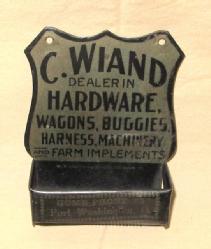 C. WIAND
DEALER IN
HARDWARE,
WAGONS, BUGGIES,
HARNESS, MACHINERY
AND FARM IMPLEMENTS